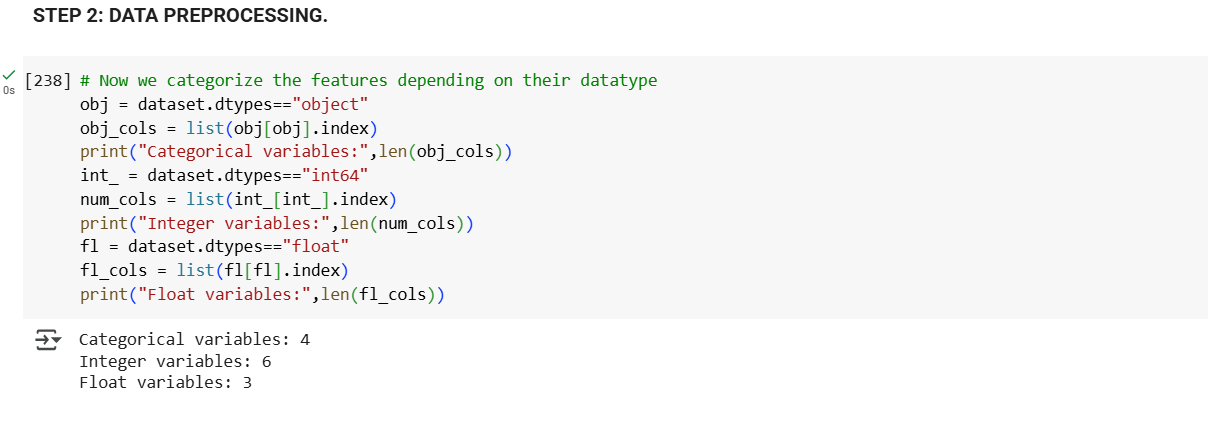 STEP 2: DATA PREPROCESSING.
[238] # Now we categorize the features depending on their datatype
0s
obj = dataset.dtypes=="object"
obj_cols = list(obj[obj].index)
print("Categorical variables:",len(obj_cols))
int_ = dataset.dtypes=="int64"
num_cols = list(int_[int_].index)
print("Integer variables:",len(num_cols))
fl = dataset.dtypes=="float"
fl_cols = list(fl[fl].index)
print("Float variables:",len(fl_cols))
Categorical variables: 4
Integer variables: 6
Float variables: 3